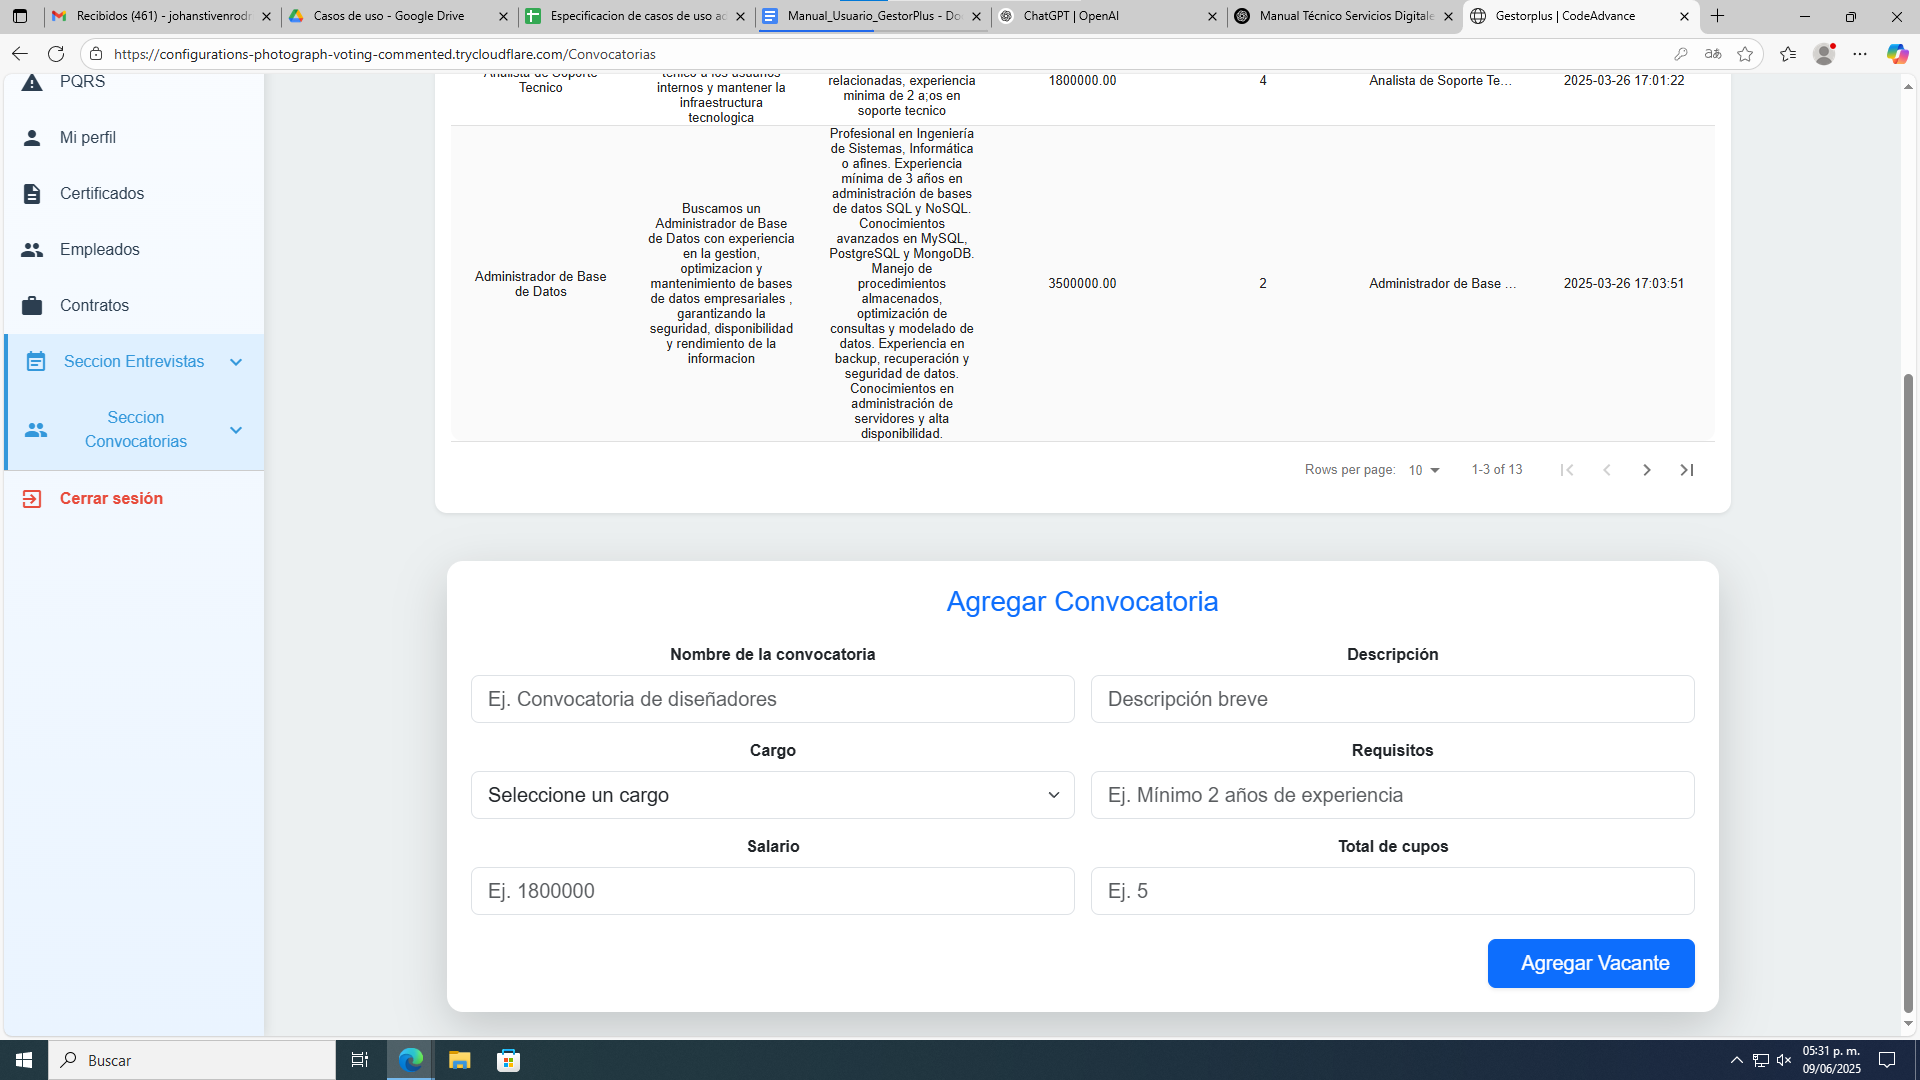 Recibidos (461) - johanstivenrodr
Casos de uso - Google Drive
Especificacion de casos de uso ac
Manual_Usuario_GestorPlus - Do
ChatGPT | OpenAI
Manual Técnico Servicios Digitale
Gestorplus | CodeAdvance
https://configurations-photograph-voting-commented.trycloudflare.com/Convocatorias
PQRS
Mi perfil
Certificados
Empleados
Contratos
Seccion Entrevistas
Seccion
Convocatorias
Cerrar sesión
Analista de Soporte
Tecnico
tenico a los usuarios
internos y mantener la
infraestructura
tecnologica
relacionadas, experiencia
minima de 2 a;os en
soporte tecnico
1800000.00
4
Analista de Soporte Te...
2025-03-26 17:01:22
Administrador de Base
de Datos
Buscamos un
Administrador de Base
de Datos con experiencia
en la gestion,
optimizacion y
mantenimiento de bases
de datos empresariales ,
garantizando la
seguridad, disponibilidad
y rendimiento de la
informacion
Profesional en Ingeniería
de Sistemas, Informática
o afines. Experiencia
mínima de 3 años en
administración de bases
de datos SQL y NoSQL.
Conocimientos
avanzados en MySQL,
PostgreSQL y MongoDB.
Manejo de
procedimientos
almacenados,
optimización de
consultas y modelado de
datos. Experiencia en
backup, recuperación y
seguridad de datos.
Conocimientos en
administración de
servidores y alta
disponibilidad.
3500000.00
2
Administrador de Base ...
2025-03-26 17:03:51
Rows per page: 10
1-3 of 13
Agregar Convocatoria
Nombre de la convocatoria
Descripción
Ej. Convocatoria de diseñadores
Descripción breve
Cargo
Requisitos
Seleccione un cargo
Ej. Mínimo 2 años de experiencia
Salario
Total de cupos
Ej. 1800000
Ej. 5
Agregar Vacante
Buscar
05:31 p. m.
09/06/2025